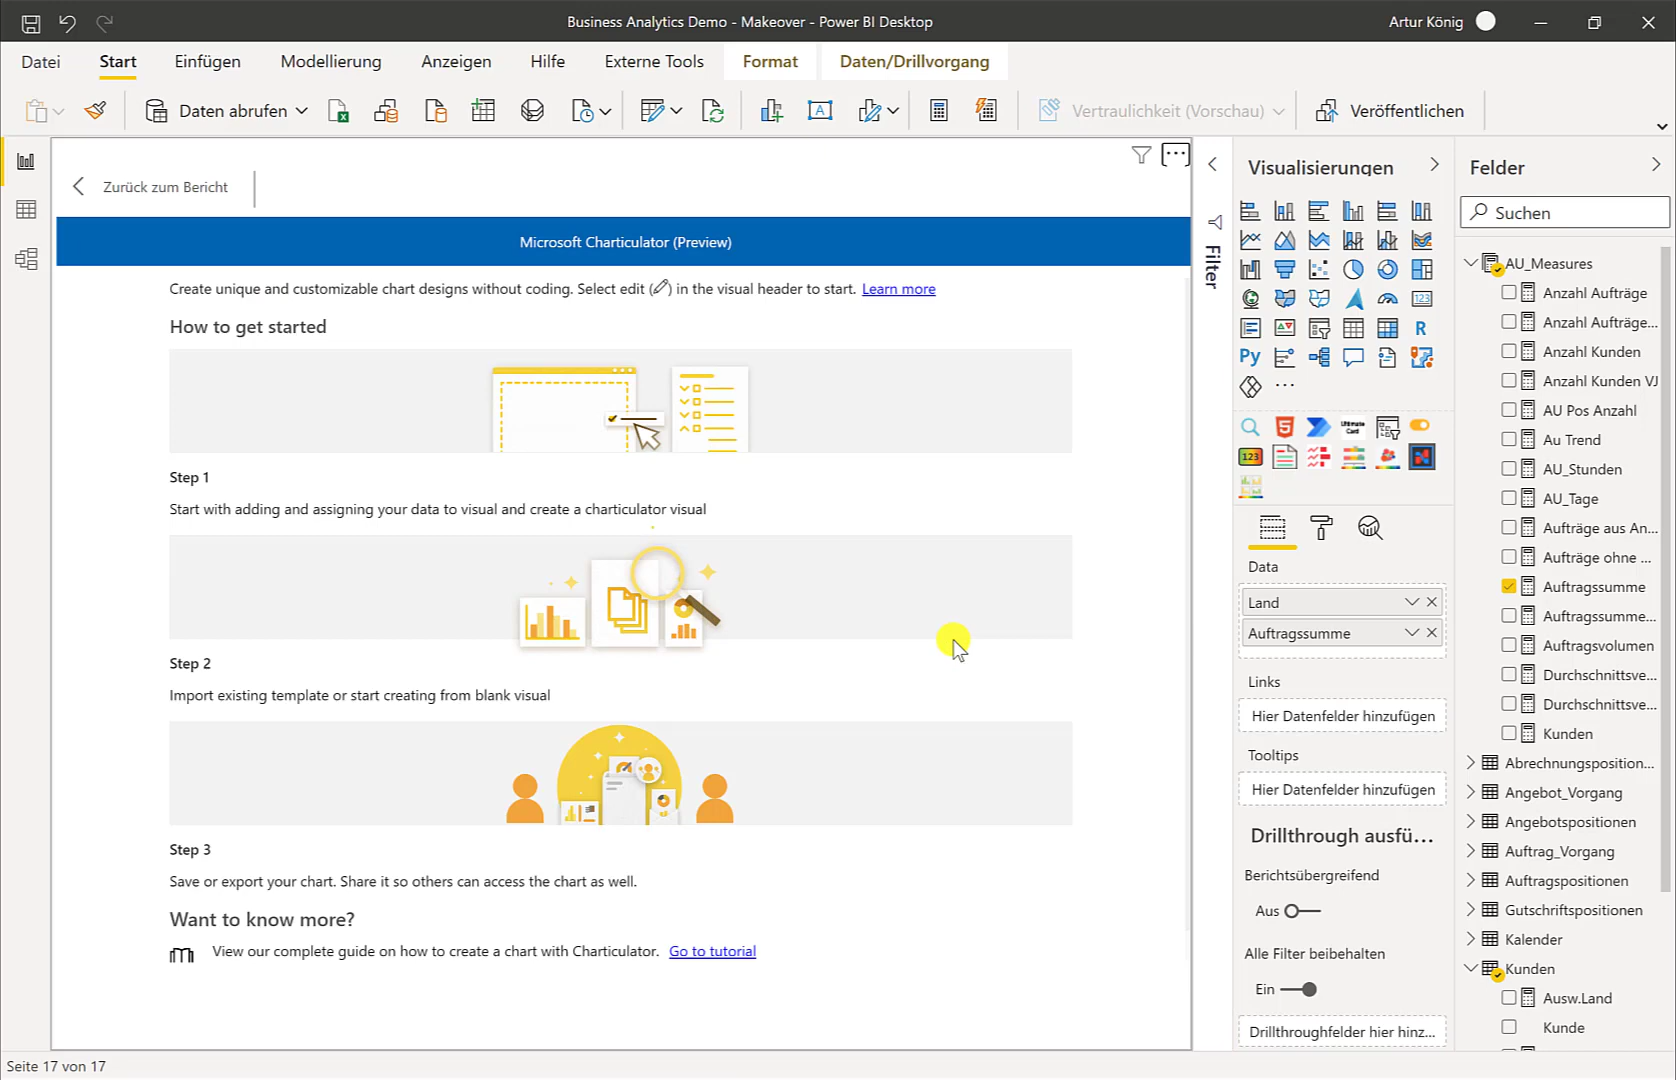 Business Analytics Demo - Makeover - Power BI Desktop
Artur König
Datei
Start
Einfügen
Modellierung
Anzeigen
Hilfe
Externe Tools
Format
Daten/Drillvorgang
Daten abrufen
Vertraulichkeit (Vorschau)
Veröffentlichen
Zurück zum Bericht
Microsoft Charticulator (Preview)
Create unique and customizable chart designs without coding. Select edit ( ) in the visual header to start. Learn more
How to get started
Step 1
Start with adding and assigning your data to visual and create a charticulator visual
Step 2
Import existing template or start creating from blank visual
Step 3
Save or export your chart. Share it so others can access the chart as well.
Want to know more?
View our complete guide on how to create a chart with Charticulator. Go to tutorial
Filter
Visualisierungen
123
R
Py
Ultimate
Card
123
Data
Land
Auftragssumme
Links
Hier Datenfelder hinzufügen
Tooltips
Hier Datenfelder hinzufügen
Drillthrough ausfü...
Berichtsübergreifend
Aus
Alle Filter beibehalten
Ein
Drillthroughfelder hier hinz...
Felder
Suchen
AU_Measures
Anzahl Aufträge
Anzahl Aufträge...
Anzahl Kunden
Anzahl Kunden VJ
AU Pos Anzahl
Au Trend
AU_Stunden
AU_Tage
Aufträge aus An...
Aufträge ohne ...
Auftragssumme
Auftragssumme...
Auftragsvolumen
Durchschnittsve...
Durchschnittsve...
Kunden
Abrechnungsposition...
Angebot_Vorgang
Angebotspositionen
Auftrag_Vorgang
Auftragspositionen
Gutschriftspositionen
Kalender
Kunden
Ausw.Land
Kunde
Seite 17 von 17